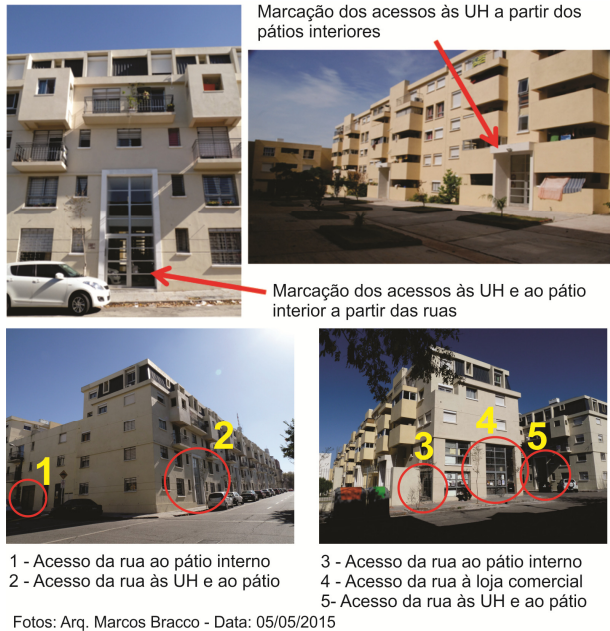 Marcação dos acessos às UH a partir dos
pátios interiores
Marcação dos acessos às UH e ao pátio
interior a partir das ruas
1
2
3
4
5
1 - Acesso da rua ao pátio interno
2 - Acesso da rua às UH e ao pátio
3 - Acesso da rua ao pátio interno
4 - Acesso da rua à loja comercial
5- Acesso da rua às UH e ao pátio
Fotos: Arq. Marcos Bracco - Data: 05/05/2015